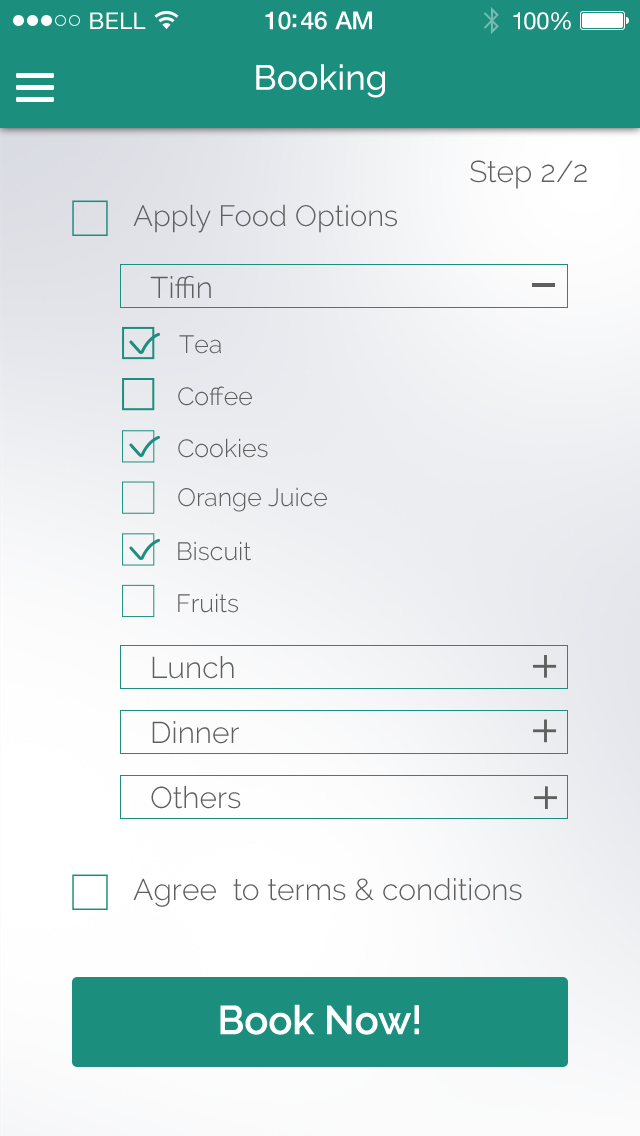 BELL 10:46 AM 100%
Booking
Step 2/2
Apply Food Options
Tiffin
Tea
Coffee
Cookies
Orange Juice
Biscuit
Fruits
Lunch
Dinner
Others
Agree to terms & conditions
Book Now!